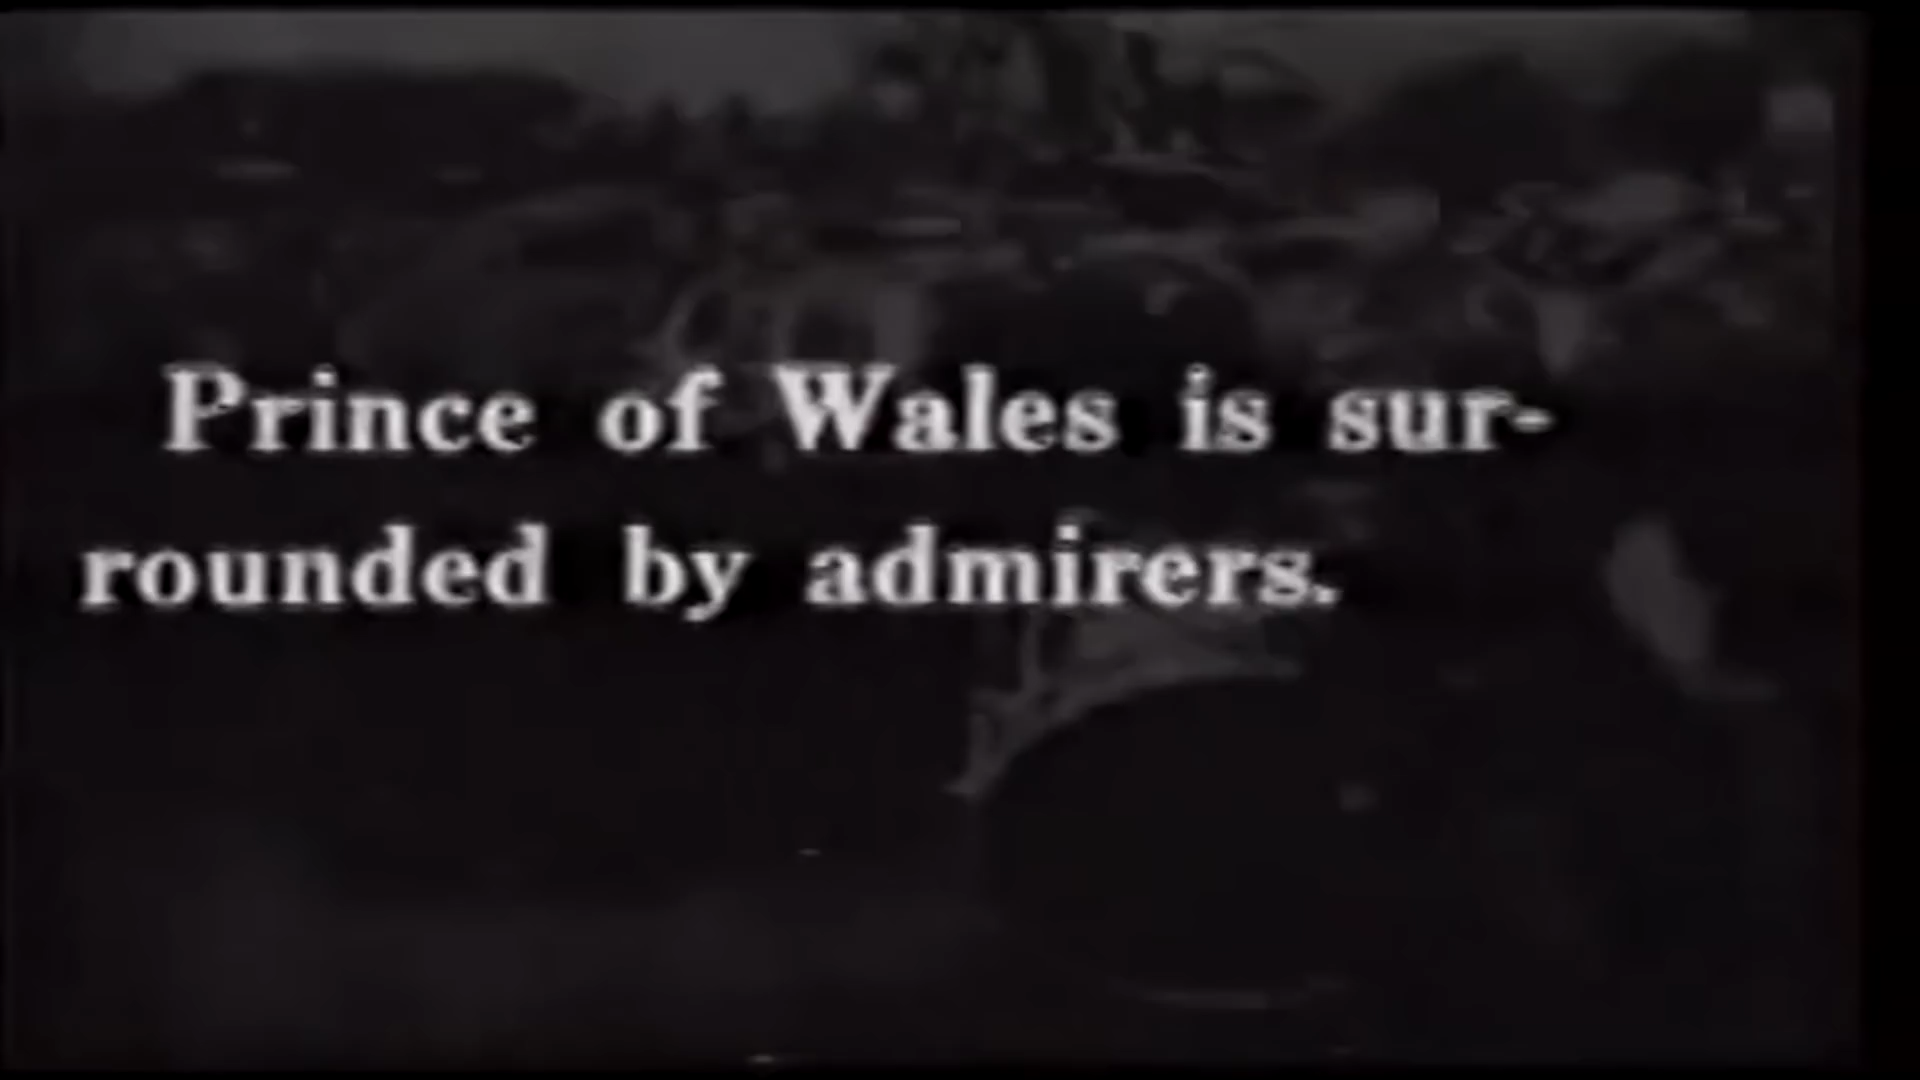 Prince of Wales is sur-
rounded by admirers.